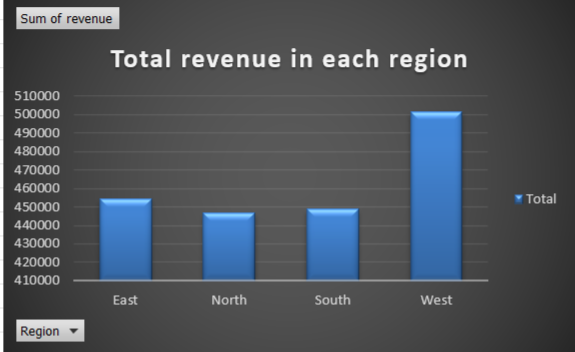 Sum of revenue
Total revenue in each region
510000
500000
490000
480000
470000
460000
450000
440000
430000
420000
410000
East North South West
Total
Region